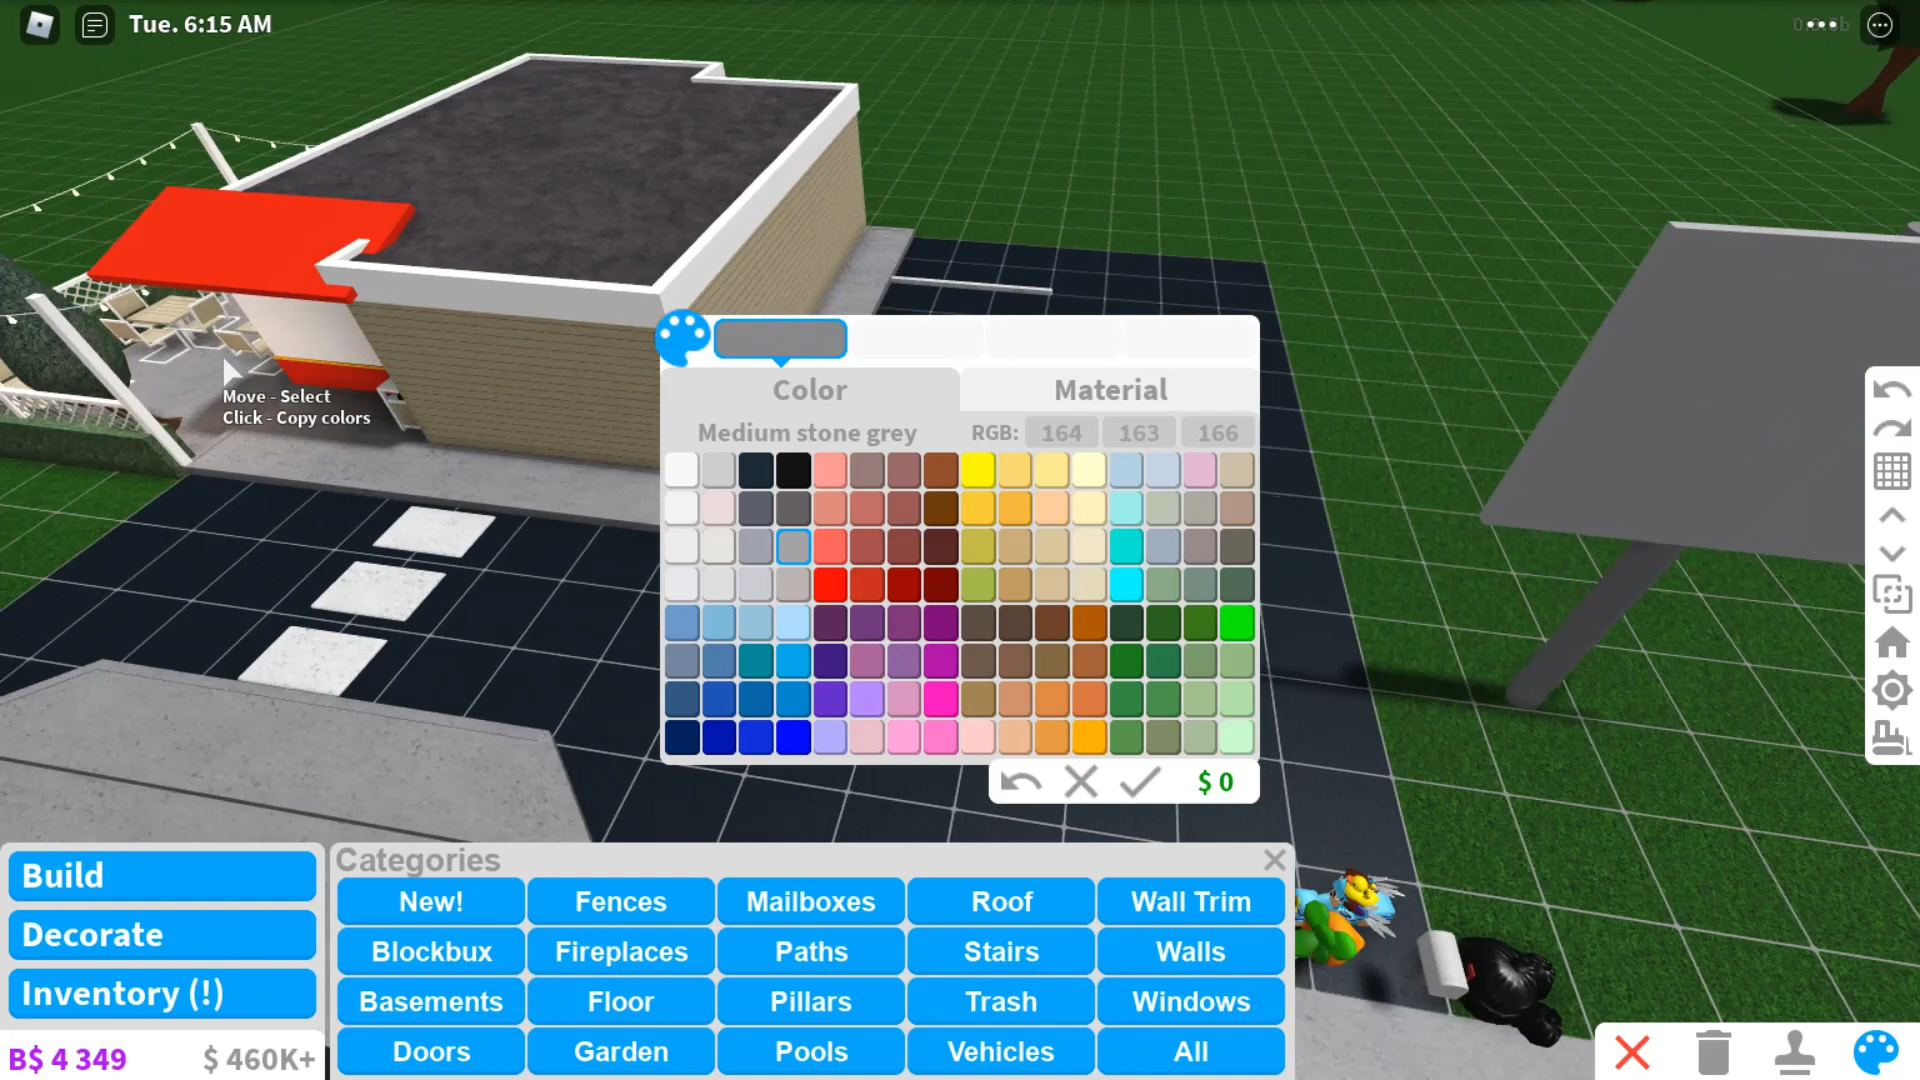 Tue. 6:15 AM
Move - Select
Click - Copy colors
Color
Material
Medium stone grey
RGB: 164 163 166
$ 0
Build
Decorate
Inventory (!)
B$ 4 349
$ 460K+
Categories
New!
Fences
Mailboxes
Roof
Wall Trim
Blockbux
Fireplaces
Paths
Stairs
Walls
Basements
Floor
Pillars
Trash
Windows
Doors
Garden
Pools
Vehicles
All